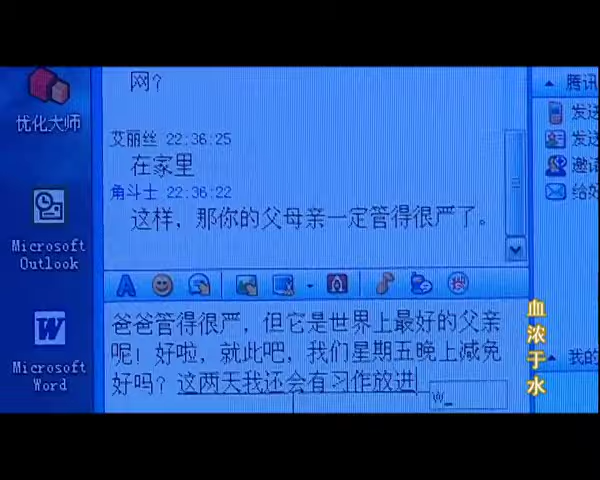 网?
优化大师
艾丽丝 22:36:25
在家里
角斗士 22:36:22
这样，那你的父母亲一定管得很严了。
Microsoft
Outlook
爸爸管得很严，但它是世界上最好的父亲
呢！好啦，就此吧，我们星期五晚上减免
好吗？这两天我还会有习作放进
w_
Microsoft
Word
腾讯
发送
发送
邀请
给好
我的
血浓于水